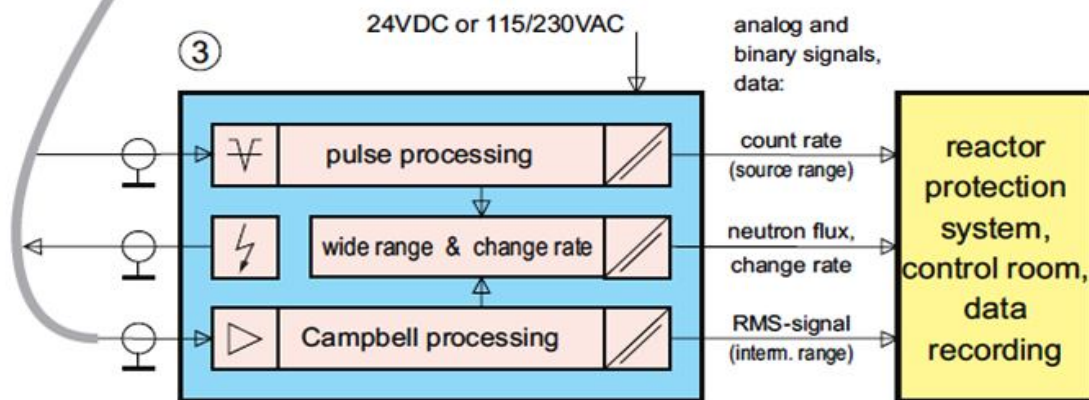 24VDC or 115/230VAC
analog and
binary signals,
data:
3
pulse processing
count rate
(source range)
wide range & change rate
neutron flux,
change rate
Campbell processing
RMS-signal
(interm. range)
reactor
protection
system,
control room,
data
recording